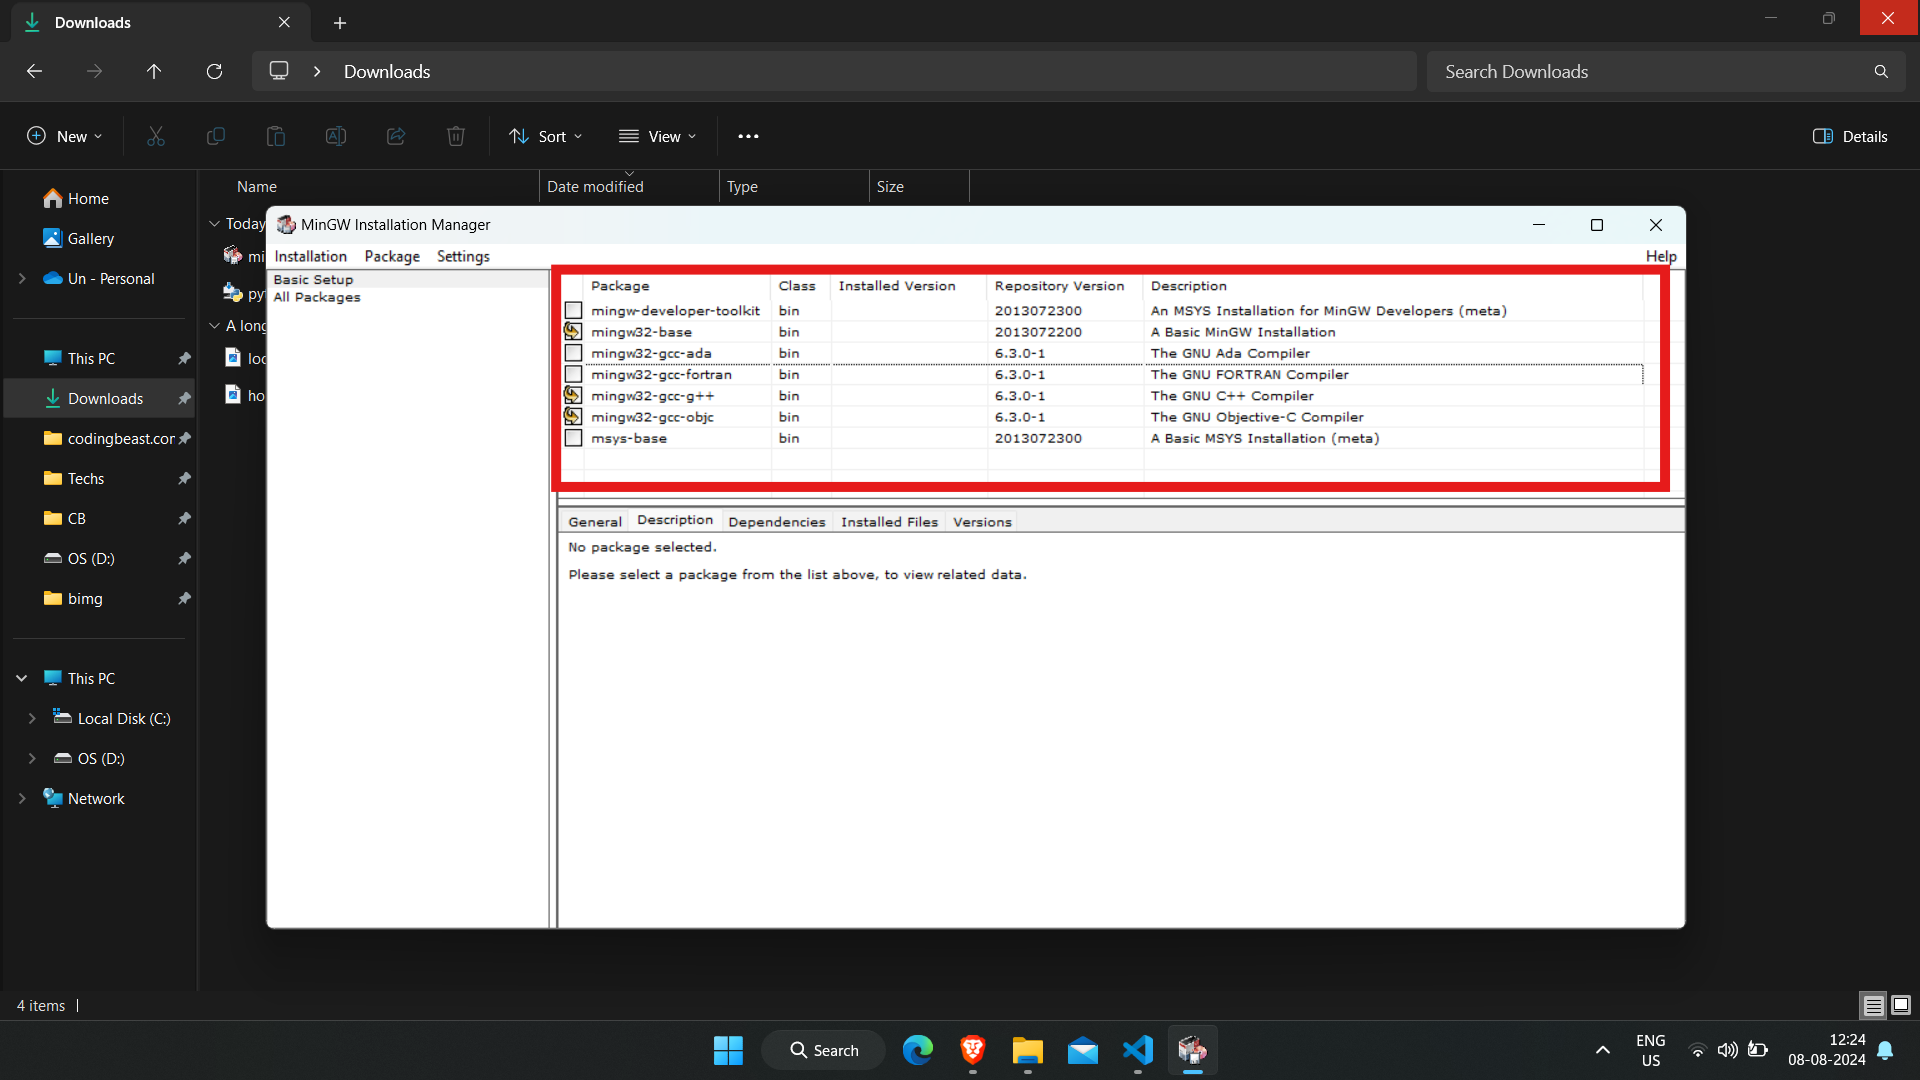 Downloads
Downloads
Search Downloads
New
Sort
View
Details
Name
Date modified
Type
Size
Home
Gallery
Un - Personal
This PC
Downloads
codingbeast.cor
Techs
CB
OS (D:)
bimg
This PC
Local Disk (C:)
OS (D:)
Network
Today
mi
py
A long
loc
ho
MinGW Installation Manager
Installation Package Settings Help
Basic Setup
All Packages
Package Class Installed Version Repository Version Description
mingw-developer-toolkit bin 2013072300 An MSYS Installation for MinGW Developers (meta)
mingw32-base bin 2013072200 A Basic MinGW Installation
mingw32-gcc-ada bin 6.3.0-1 The GNU Ada Compiler
mingw32-gcc-fortran bin 6.3.0-1 The GNU FORTRAN Compiler
mingw32-gcc-g++ bin 6.3.0-1 The GNU C++ Compiler
mingw32-gcc-objc bin 6.3.0-1 The GNU Objective-C Compiler
msys-base bin 2013072300 A Basic MSYS Installation (meta)
General Description Dependencies Installed Files Versions
No package selected.
Please select a package from the list above, to view related data.
4 items
Search
ENG
US
12:24
08-08-2024